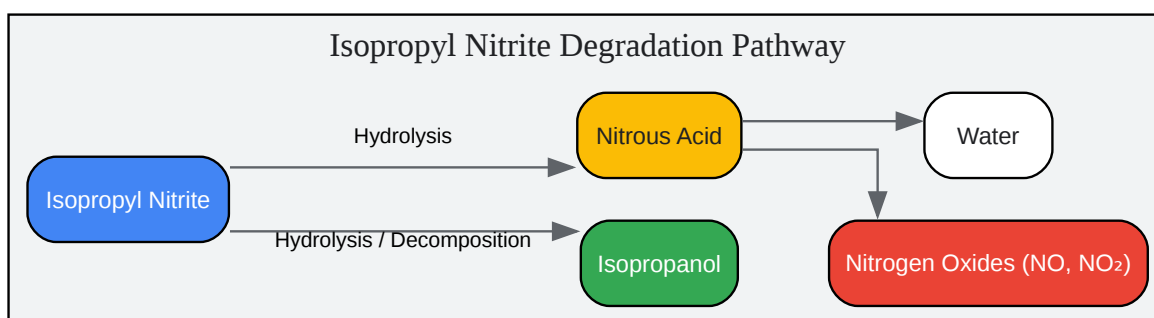 Isopropyl Nitrite Degradation Pathway
Hydrolysis
Nitrous Acid
Water
Isopropyl Nitrite
Hydrolysis / Decomposition
Isopropanol
Nitrogen Oxides (NO, NO₂)